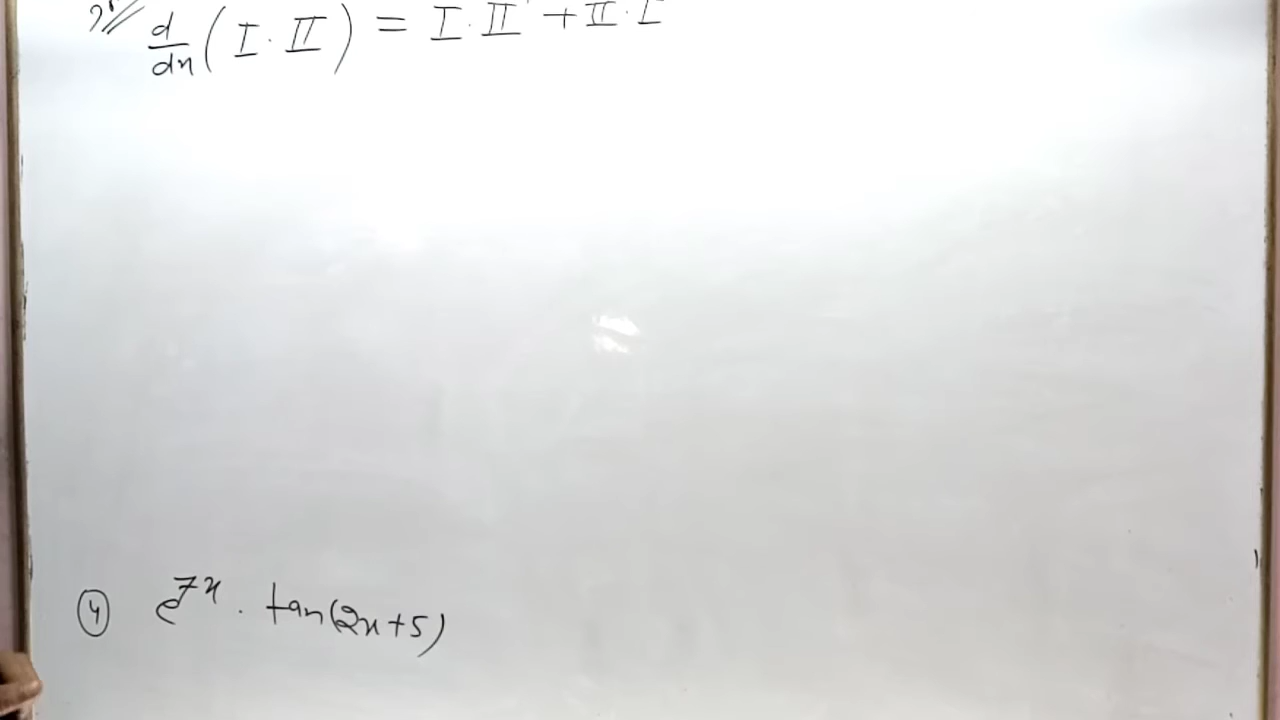 d/dx (I · II) = I · II' + II · I
④ e^7x · tan(2x+5)